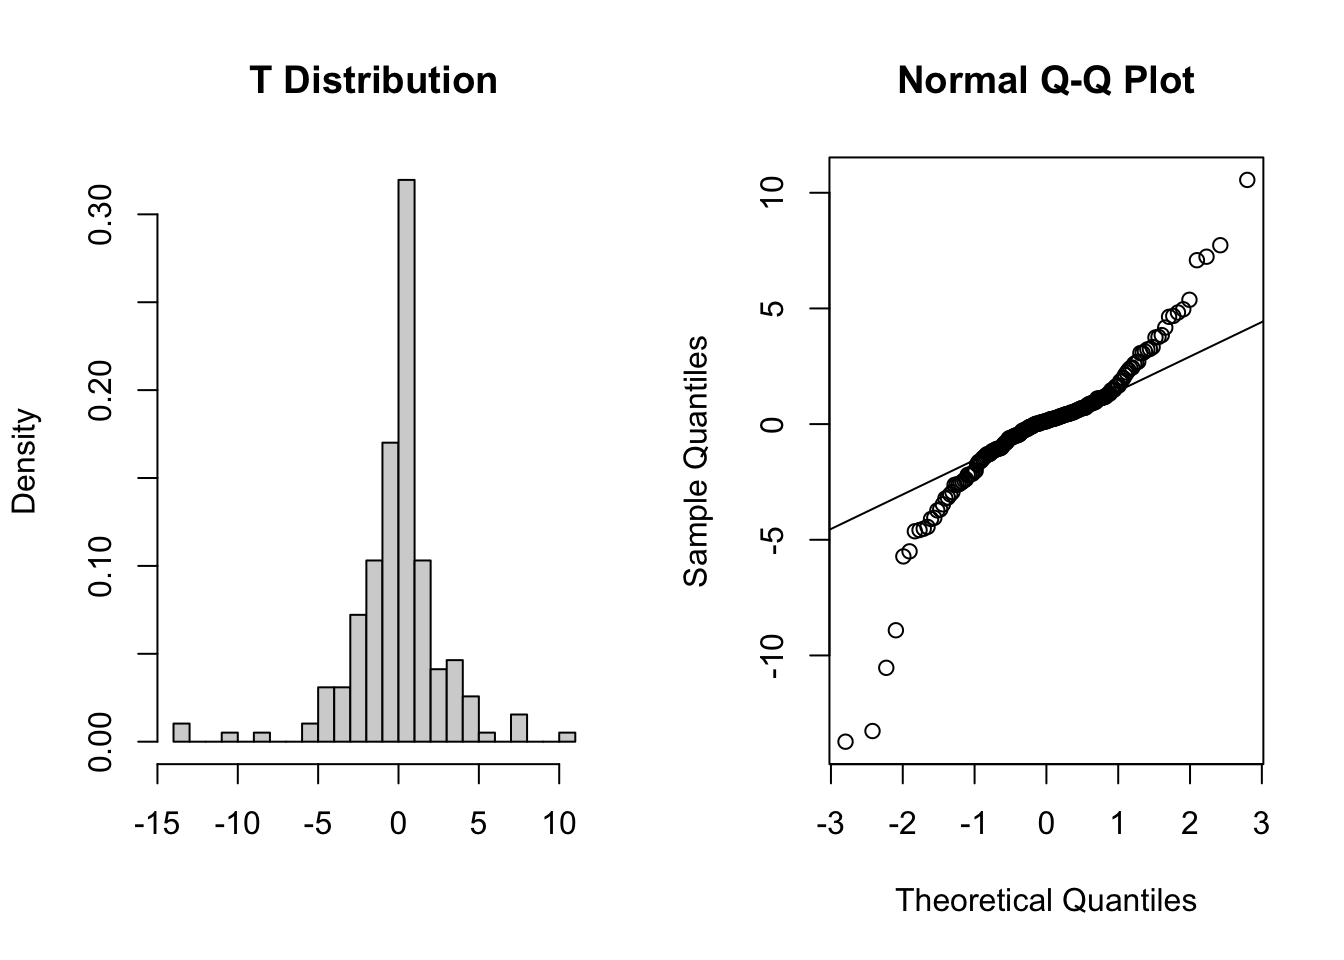 T Distribution
Density
0.00
0.10
0.20
0.30
-15 -10 -5 0 5 10
Normal Q-Q Plot
Sample Quantiles
-10
-5
0
5
10
-3 -2 -1 0 1 2 3
Theoretical Quantiles